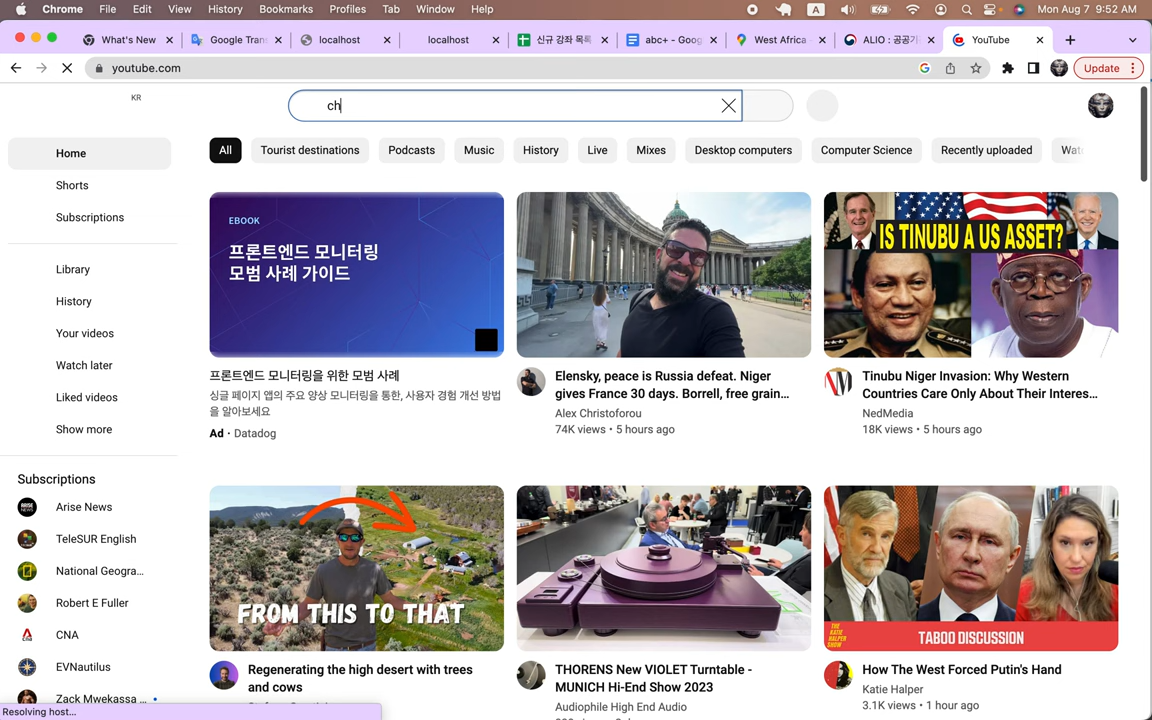 Chrome File Edit View History Bookmarks Profiles Tab Window Help A Mon Aug 7 9:52 AM
What's New Google Tran localhost localhost 신규 강좌 목록 abc+ - Goog West Africa ALIO : 공공기 YouTube
youtube.com Update
KR ch
All Tourist destinations Podcasts Music History Live Mixes Desktop computers Computer Science Recently uploaded Wat
Home
Shorts
Subscriptions
Library
History
Your videos
Watch later
Liked videos
Show more
Subscriptions
Arise News
TeleSUR English
National Geogra...
Robert E Fuller
CNA
EVNautilus
Zack Mwekassa ...
EBOOK
프론트엔드 모니터링
모범 사례 가이드
프론트엔드 모니터링을 위한 모범 사례
싱글 페이지 앱의 주요 양상 모니터링을 통한, 사용자 경험 개선 방법
을 알아보세요
Ad · Datadog
Elensky, peace is Russia defeat. Niger
gives France 30 days. Borrell, free grain...
Alex Christoforou
74K views • 5 hours ago
IS TINUBU A US ASSET?
Tinubu Niger Invasion: Why Western
Countries Care Only About Their Interes...
NedMedia
18K views • 5 hours ago
FROM THIS TO THAT
Regenerating the high desert with trees
and cows
THORENS New VIOLET Turntable -
MUNICH Hi-End Show 2023
Audiophile High End Audio
THE KATIE HALPER SHOW
TABOO DISCUSSION
How The West Forced Putin's Hand
Katie Halper
3.1K views • 1 hour ago
Resolving host...